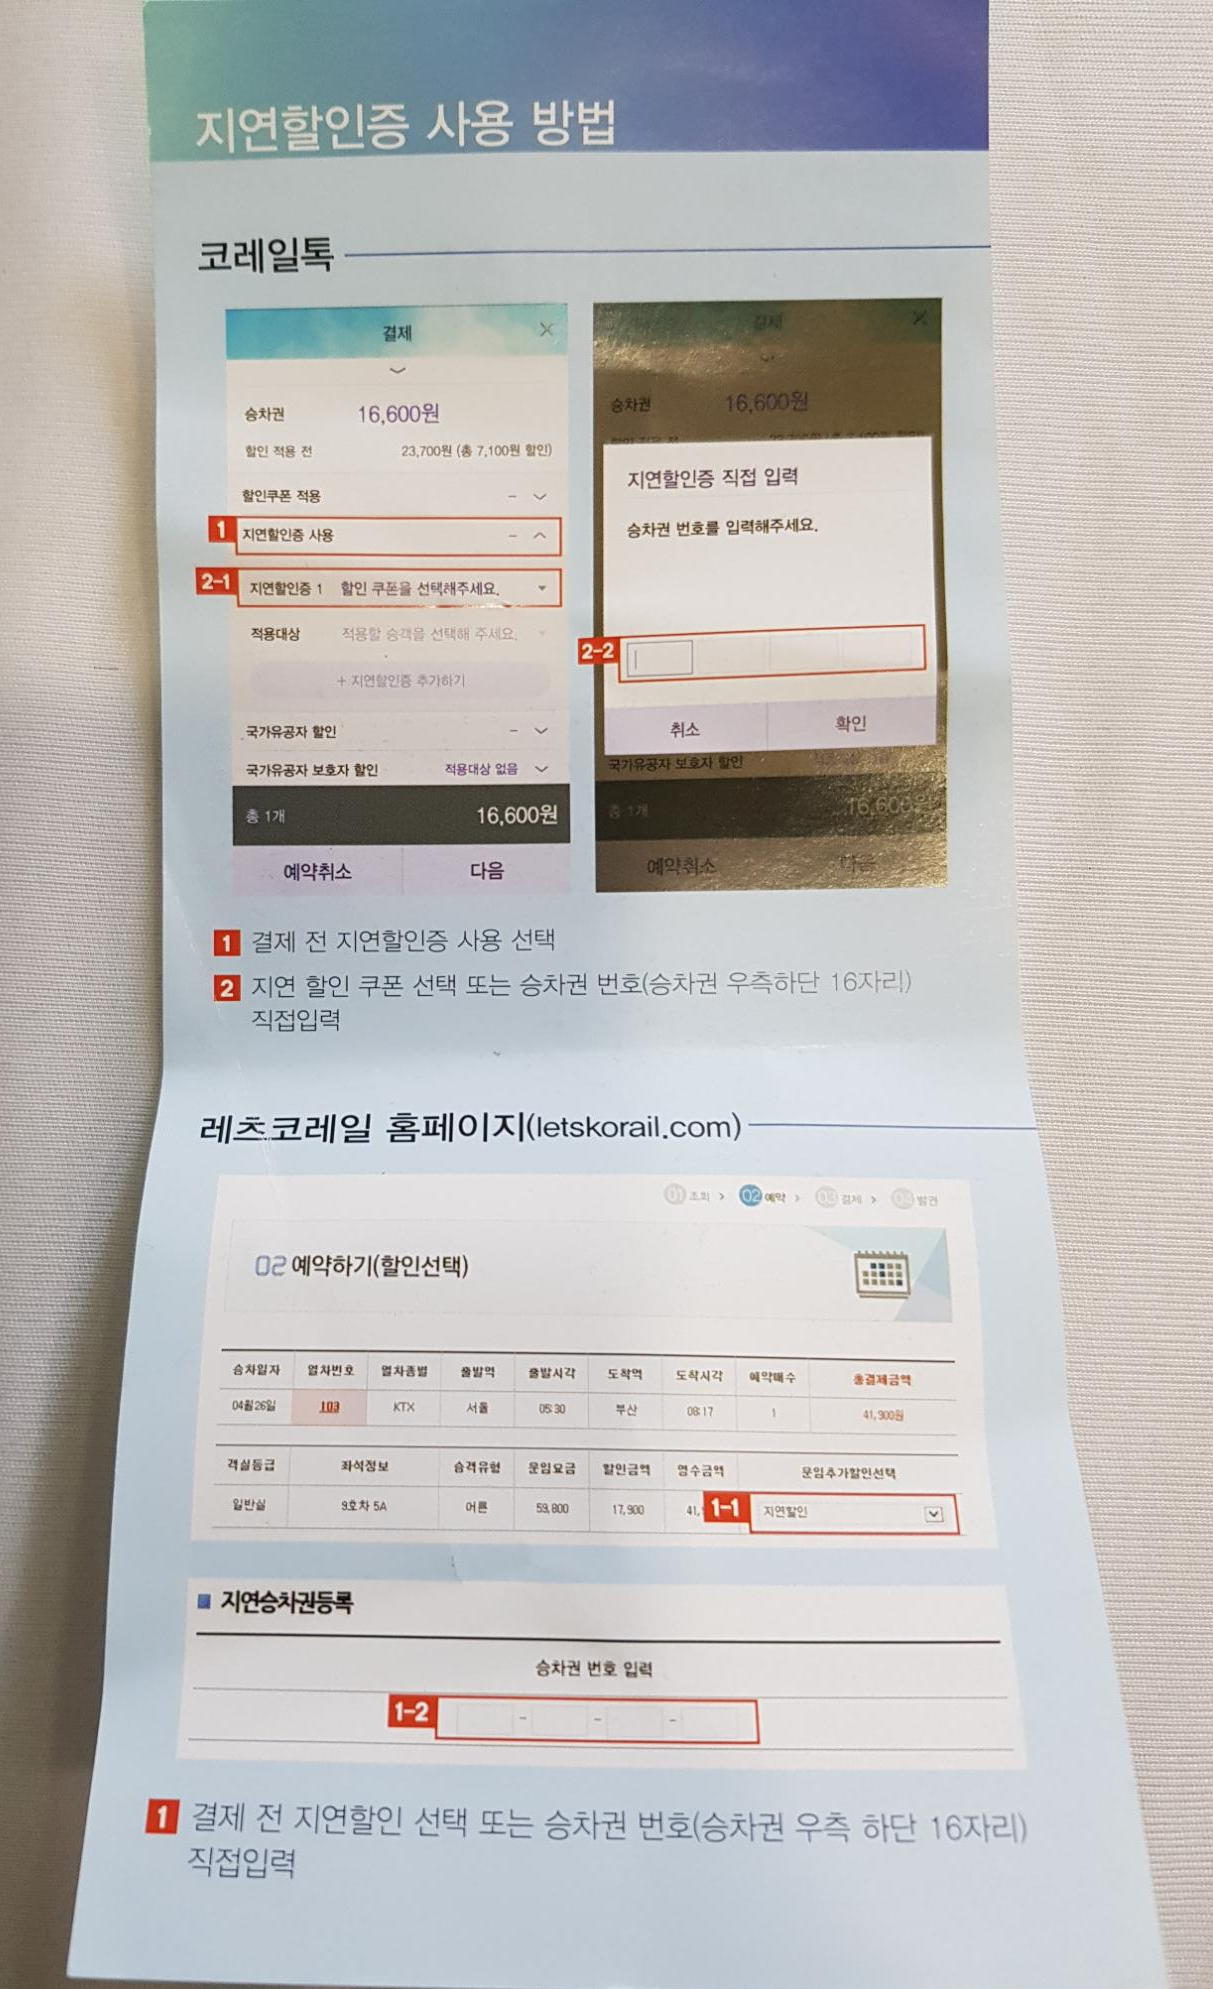 지연할인증 사용 방법
코레일톡
결제
승차권 16,600원
할인 적용 전 23,700원 (총 7,100원 할인)
할인쿠폰 적용 -
1 지연할인증 사용 -
2-1 지연할인증 1 할인 쿠폰을 선택해주세요.
적용대상 적용할 승객을 선택해 주세요.
+ 지연할인증 추가하기
국가유공자 할인 -
국가유공자 보호자 할인 적용대상 없음
총 1개 16,600원
예약취소 다음
결제
승차권 16,600원
지연할인증 직접 입력
승차권 번호를 입력해주세요.
2-2
취소 확인
국가유공자 보호자 할인
총 1개 16,600원
예약취소 다음
1 결제 전 지연할인증 사용 선택
2 지연 할인 쿠폰 선택 또는 승차권 번호(승차권 우측하단 16자리)
직접입력
레츠코레일 홈페이지(letskorail.com)
01 조회 > 02 예약 > 03 결제 > 04 발권
02 예약하기(할인선택)
승차일자 열차번호 열차종별 출발역 출발시각 도착역 도착시각 예약매수 총결제금액
04월26일 103 KTX 서울 05:30 부산 08:17 1 41,900원
객실등급 좌석정보 승객유형 운임요금 할인금액 영수금액 운임추가할인선택
일반실 9호차 5A 어른 59,800 17,900 41, 1-1 지연할인
지연승차권등록
승차권 번호 입력
1-2 - - -
1 결제 전 지연할인 선택 또는 승차권 번호(승차권 우측 하단 16자리)
직접입력